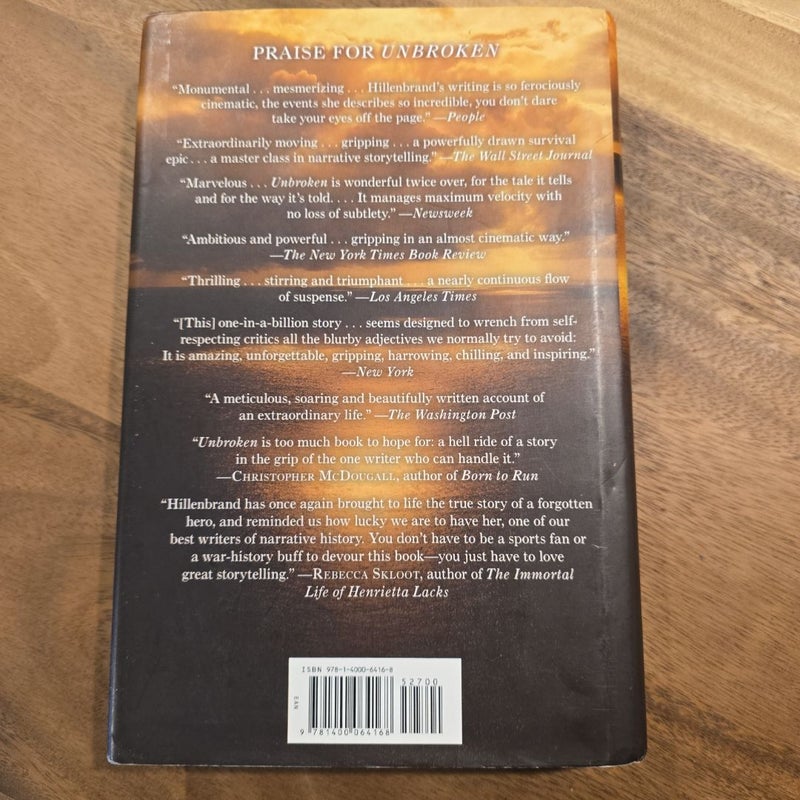 PRAISE FOR UNBROKEN
“Monumental . . . mesmerizing . . . Hillenbrand’s writing is so ferociously
cinematic, the events she describes so incredible, you don’t dare
take your eyes off the page.” —People
“Extraordinarily moving . . . gripping . . . a powerfully drawn survival
epic . . . a master class in narrative storytelling.” —The Wall Street Journal
“Marvelous . . . Unbroken is wonderful twice over, for the tale it tells
and for the way it’s told. . . . It manages maximum velocity with
no loss of subtlety.” —Newsweek
“Ambitious and powerful . . . gripping in an almost cinematic way.”
—The New York Times Book Review
“Thrilling . . . stirring and triumphant . . . a nearly continuous flow
of suspense.” —Los Angeles Times
“[This] one-in-a-billion story . . . seems designed to wrench from self-
respecting critics all the blurby adjectives we normally try to avoid:
It is amazing, unforgettable, gripping, harrowing, chilling, and inspiring.”
—New York
“A meticulous, soaring and beautifully written account of
an extraordinary life.” —The Washington Post
“Unbroken is too much book to hope for: a hell ride of a story
in the grip of the one writer who can handle it.”
—CHRISTOPHER MCDOUGALL, author of Born to Run
“Hillenbrand has once again brought to life the true story of a forgotten
hero, and reminded us how lucky we are to have her, one of our
best writers of narrative history. You don’t have to be a sports fan or
a war-history buff to devour this book—you just have to love
great storytelling.” —REBECCA SKLOOT, author of The Immortal
Life of Henrietta Lacks
ISBN 978-1-4000-6416-8
52700
EAN
9 781400 064168